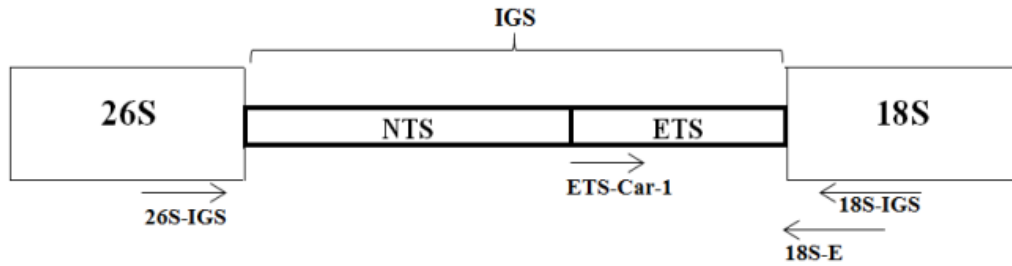 IGS
26S
NTS
ETS
18S
ETS-Car-1
26S-IGS
18S-IGS
18S-E